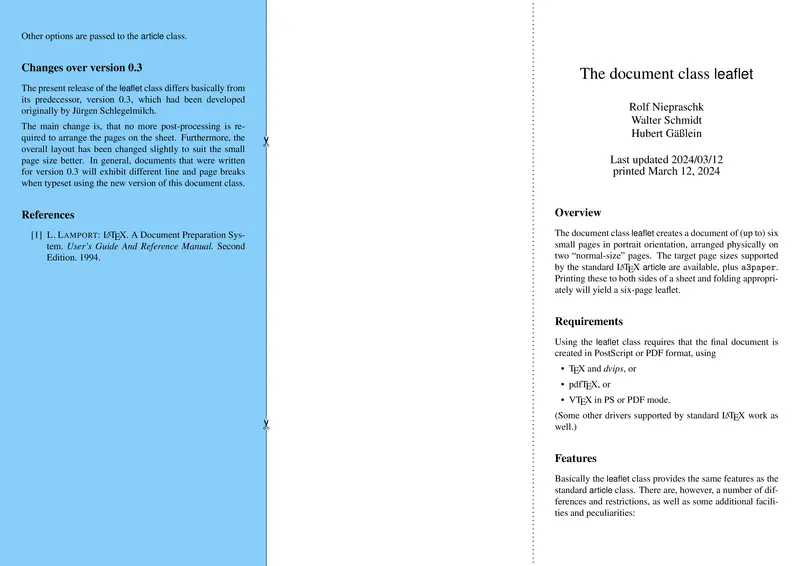 Other options are passed to the article class.
Changes over version 0.3
The present release of the leaflet class differs basically from
its predecessor, version 0.3, which had been developed
originally by Jürgen Schlegelmilch.
The main change is, that no more post-processing is re-
quired to arrange the pages on the sheet. Furthermore, the
overall layout has been changed slightly to suit the small
page size better. In general, documents that were written
for version 0.3 will exhibit different line and page breaks
when typeset using the new version of this document class.
References
[1] L. LAMPORT: LATEX. A Document Preparation Sys-
tem. User's Guide And Reference Manual. Second
Edition. 1994.
The document class leaflet
Rolf Niepraschk
Walter Schmidt
Hubert Gäßlein
Last updated 2024/03/12
printed March 12, 2024
Overview
The document class leaflet creates a document of (up to) six
small pages in portrait orientation, arranged physically on
two “normal-size” pages. The target page sizes supported
by the standard LATEX article are available, plus a3paper.
Printing these to both sides of a sheet and folding appropri-
ately will yield a six-page leaflet.
Requirements
Using the leaflet class requires that the final document is
created in PostScript or PDF format, using
• TEX and dvips, or
• pdfTEX, or
• VTEX in PS or PDF mode.
(Some other drivers supported by standard LATEX work as
well.)
Features
Basically the leaflet class provides the same features as the
standard article class. There are, however, a number of dif-
ferences and restrictions, as well as some additional facili-
ties and peculiarities: